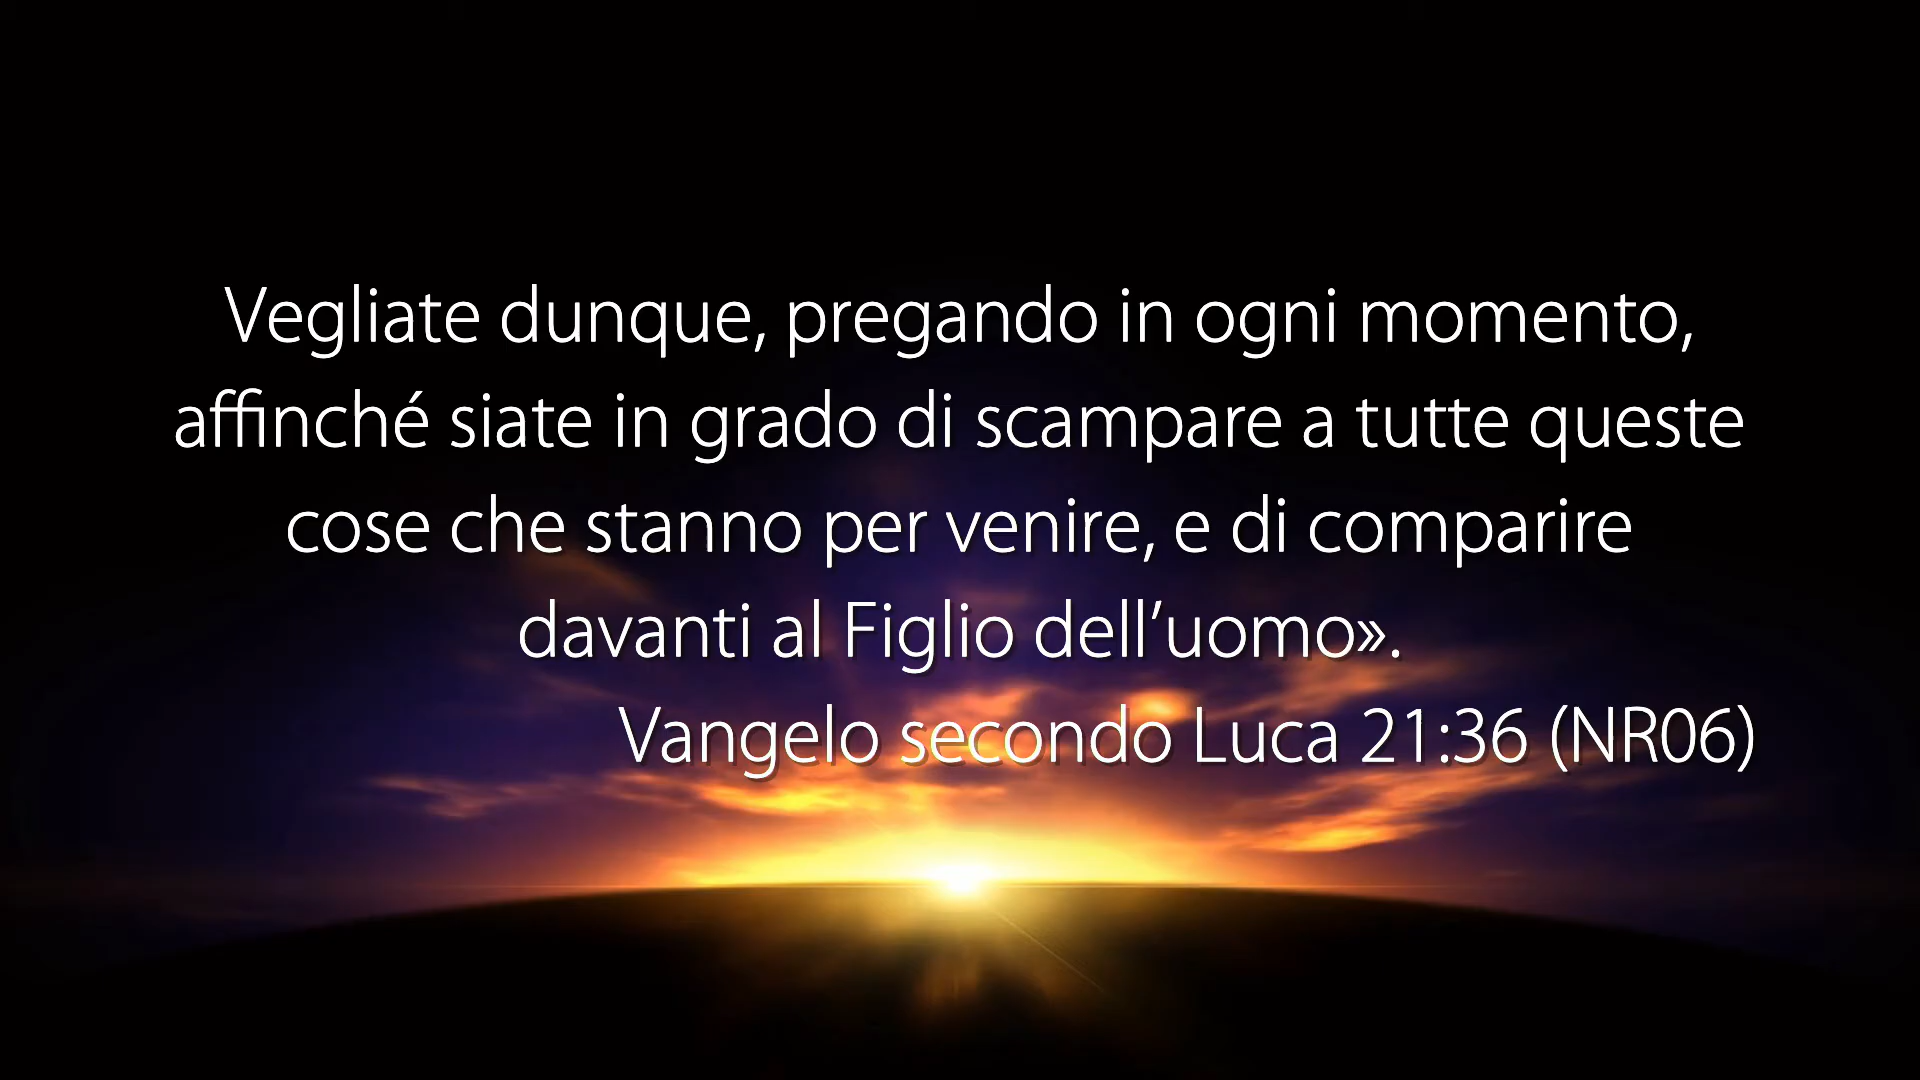 Vegliate dunque, pregando in ogni momento,
affinché siate in grado di scampare a tutte queste
cose che stanno per venire, e di comparire
davanti al Figlio dell’uomo».
Vangelo secondo Luca 21:36 (NR06)